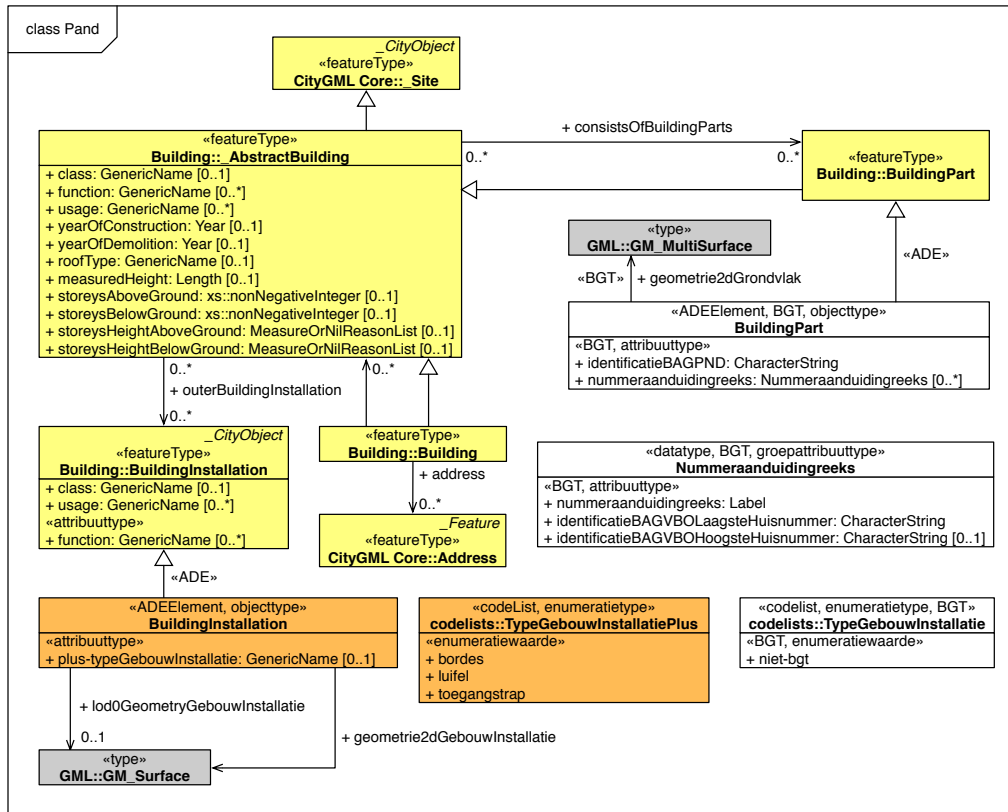 class Pand
_CityObject
«featureType»
CityGML Core::_Site
«featureType»
Building::_AbstractBuilding
+ class: GenericName [0..1]
+ function: GenericName [0..*]
+ usage: GenericName [0..*]
+ yearOfConstruction: Year [0..1]
+ yearOfDemolition: Year [0..1]
+ roofType: GenericName [0..1]
+ measuredHeight: Length [0..1]
+ storeysAboveGround: xs::nonNegativeInteger [0..1]
+ storeysBelowGround: xs::nonNegativeInteger [0..1]
+ storeysHeightAboveGround: MeasureOrNilReasonList [0..1]
+ storeysHeightBelowGround: MeasureOrNilReasonList [0..1]
+ consistsOfBuildingParts
0..*
0..*
«featureType»
Building::BuildingPart
«type»
GML::GM_MultiSurface
«ADE»
«BGT»
+ geometrie2dGrondvlak
«ADEElement, BGT, objecttype»
BuildingPart
«BGT, attribuuttype»
+ identificatieBAGPND: CharacterString
+ nummeraanduidingreeks: Nummeraanduidingreeks [0..*]
0..*
+ outerBuildingInstallation
0..*
0..*
_CityObject
«featureType»
Building::BuildingInstallation
+ class: GenericName [0..1]
+ usage: GenericName [0..*]
«attribuuttype»
+ function: GenericName [0..*]
«featureType»
Building::Building
+ address
0..*
_Feature
«featureType»
CityGML Core::Address
«datatype, BGT, groepattribuuttype»
Nummeraanduidingreeks
«BGT, attribuuttype»
+ nummeraanduidingreeks: Label
+ identificatieBAGVBOLaagsteHuisnummer: CharacterString
+ identificatieBAGVBOHoogsteHuisnummer: CharacterString [0..1]
«ADE»
«ADEElement, objecttype»
BuildingInstallation
«attribuuttype»
+ plus-typeGebouwInstallatie: GenericName [0..1]
«codeList, enumeratietype»
codelists::TypeGebouwInstallatiePlus
«enumeratiewaarde»
+ bordes
+ luifel
+ toegangstrap
«codelist, enumeratietype, BGT»
codelists::TypeGebouwInstallatie
«BGT, enumeratiewaarde»
+ niet-bgt
+ lod0GeometryGebouwInstallatie
0..1
+ geometrie2dGebouwInstallatie
«type»
GML::GM_Surface